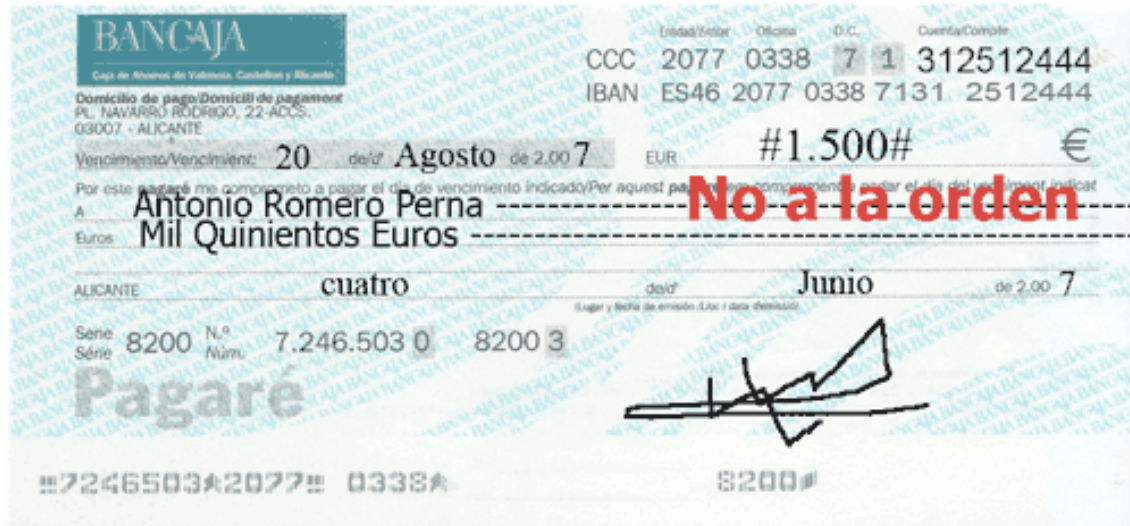 BANCAJA
Caja de Ahorros de Valencia, Castellón y Alicante
Domicilio de pago/Domicili de pagament
PL. NAVARRO RODRIGO, 22-ACCS.
03007 - ALICANTE
Entidad/Entitat Oficina D.C. Cuenta/Compte
CCC 2077 0338 7 1 312512444
IBAN ES46 2077 0338 7131 2512444
Vencimiento/Venciment: 20 de/d' Agosto de 2.00 7 EUR #1.500# €
Por este pagaré me comprometo a pagar el día de vencimiento indicado/Per aquest pagaré em comprometo a pagar el dia del venciment indicat
A Antonio Romero Perna No a la orden
Euros Mil Quinientos Euros
ALICANTE cuatro de/d' Junio de 2.00 7
(Lugar y fecha de emisión /Lloc i data d'emissió)
Serie Série 8200 N.º Núm. 7.246.503 0 8200 3
Pagaré
7246503 2077 0338 8200